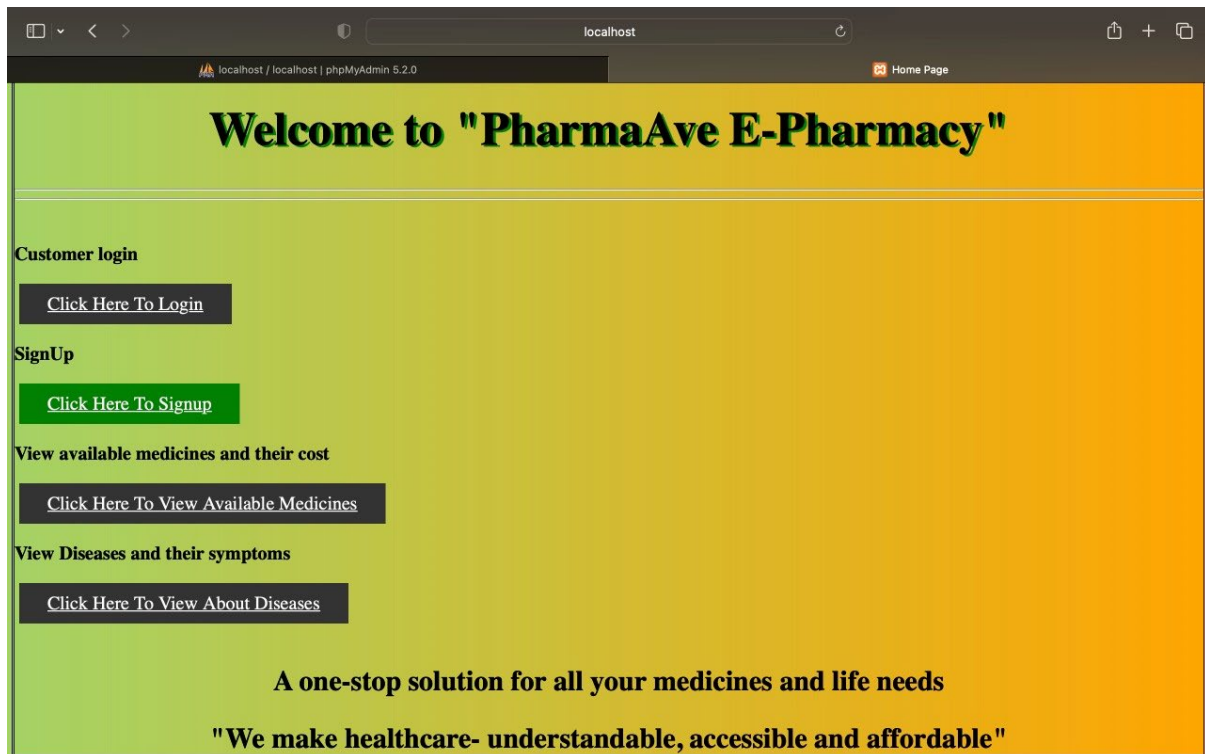 localhost
localhost / localhost | phpMyAdmin 5.2.0
Home Page
Welcome to "PharmaAve E-Pharmacy"
Customer login
Click Here To Login
SignUp
Click Here To Signup
View available medicines and their cost
Click Here To View Available Medicines
View Diseases and their symptoms
Click Here To View About Diseases
A one-stop solution for all your medicines and life needs
"We make healthcare- understandable, accessible and affordable"